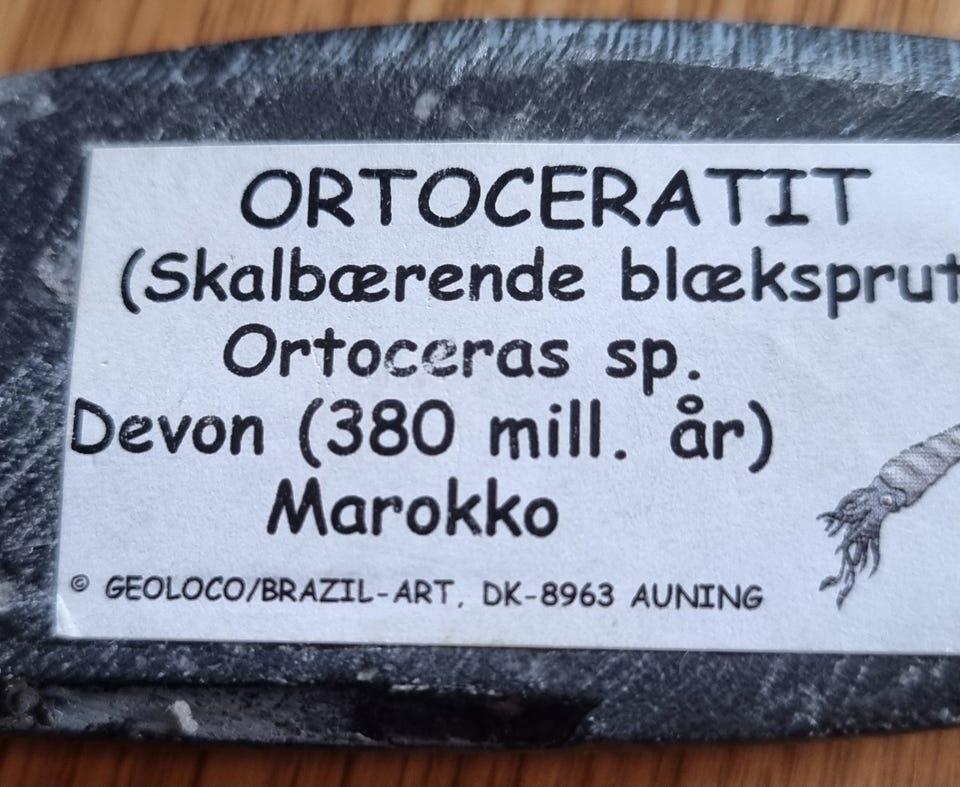 ORTOCERATIT
(Skalbærende blæksprut
Ortoceras sp.
Devon (380 mill. år)
Marokko
© GEOLOCO/BRAZIL-ART. DK-8963 AUNING